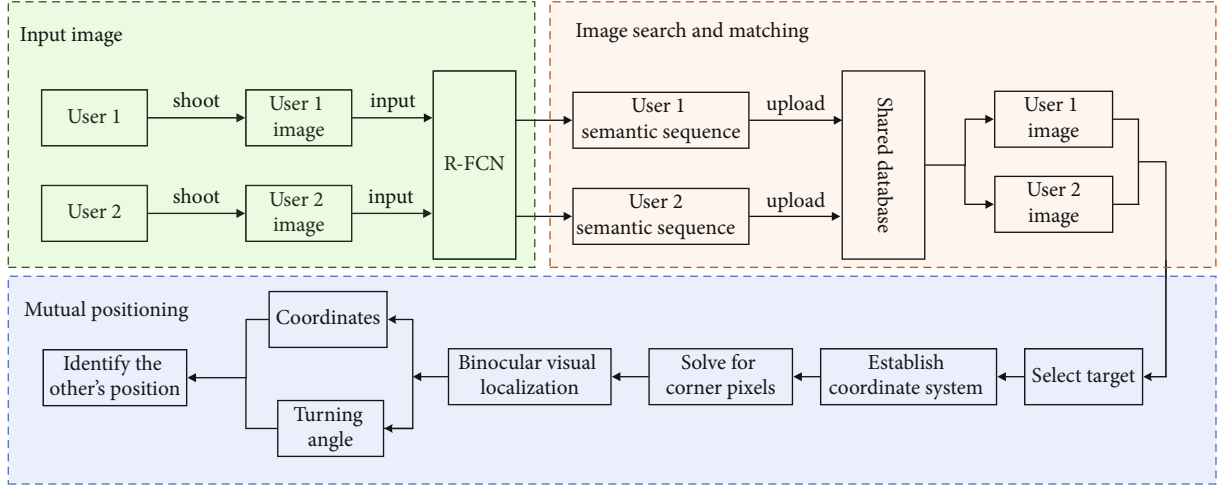 Input image
User 1
shoot
User 1
image
input
User 2
shoot
User 2
image
input
R-FCN
Image search and matching
User 1
semantic sequence
upload
User 2
semantic sequence
upload
Shared database
User 1
image
User 2
image
Mutual positioning
Identify the
other's position
Coordinates
Turning
angle
Binocular visual
localization
Solve for
corner pixels
Establish
coordinate system
Select target